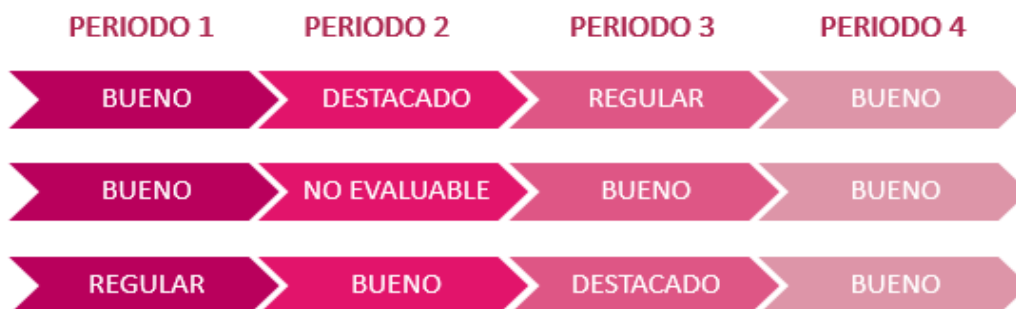 PERIODO 1 PERIODO 2 PERIODO 3 PERIODO 4
BUENO DESTACADO REGULAR BUENO
BUENO NO EVALUABLE BUENO BUENO
REGULAR BUENO DESTACADO BUENO